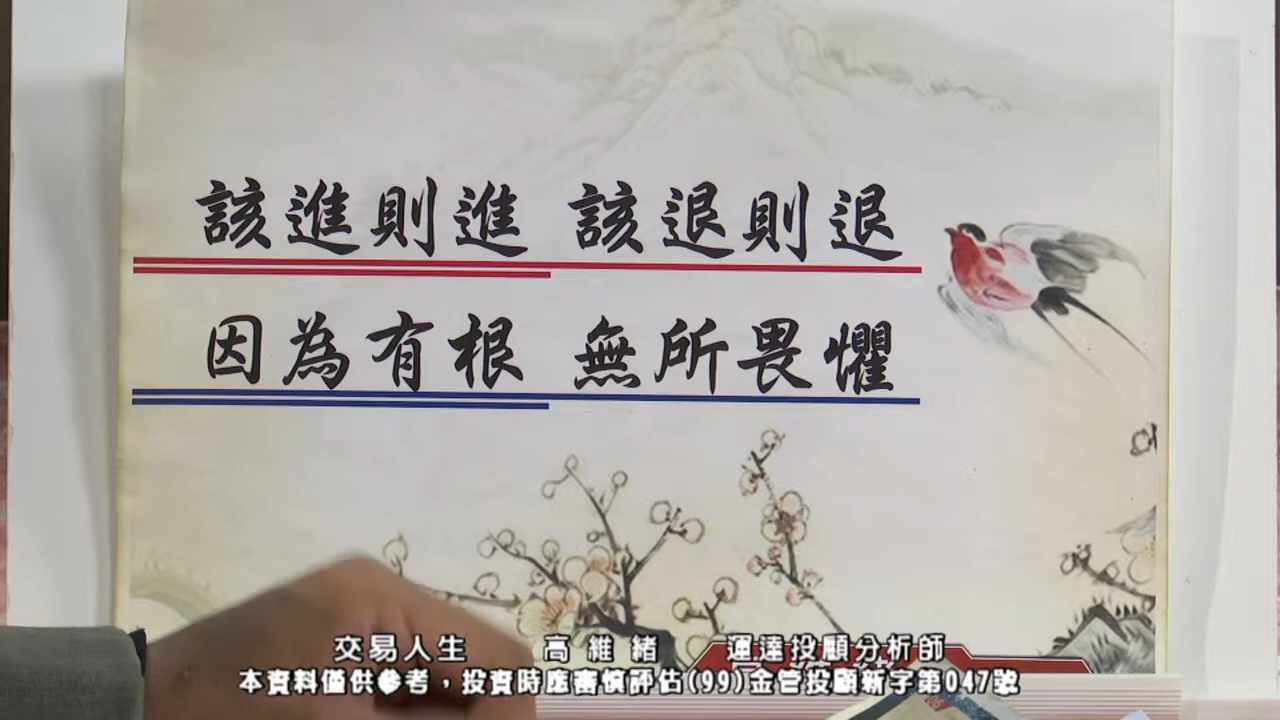 該進則進 該退則退
因為有根 無所畏懼
交易人生 高維緒 運達投顧分析師
本資料僅供參考，投資時應審慎評估(99)金管投顧新字第047號